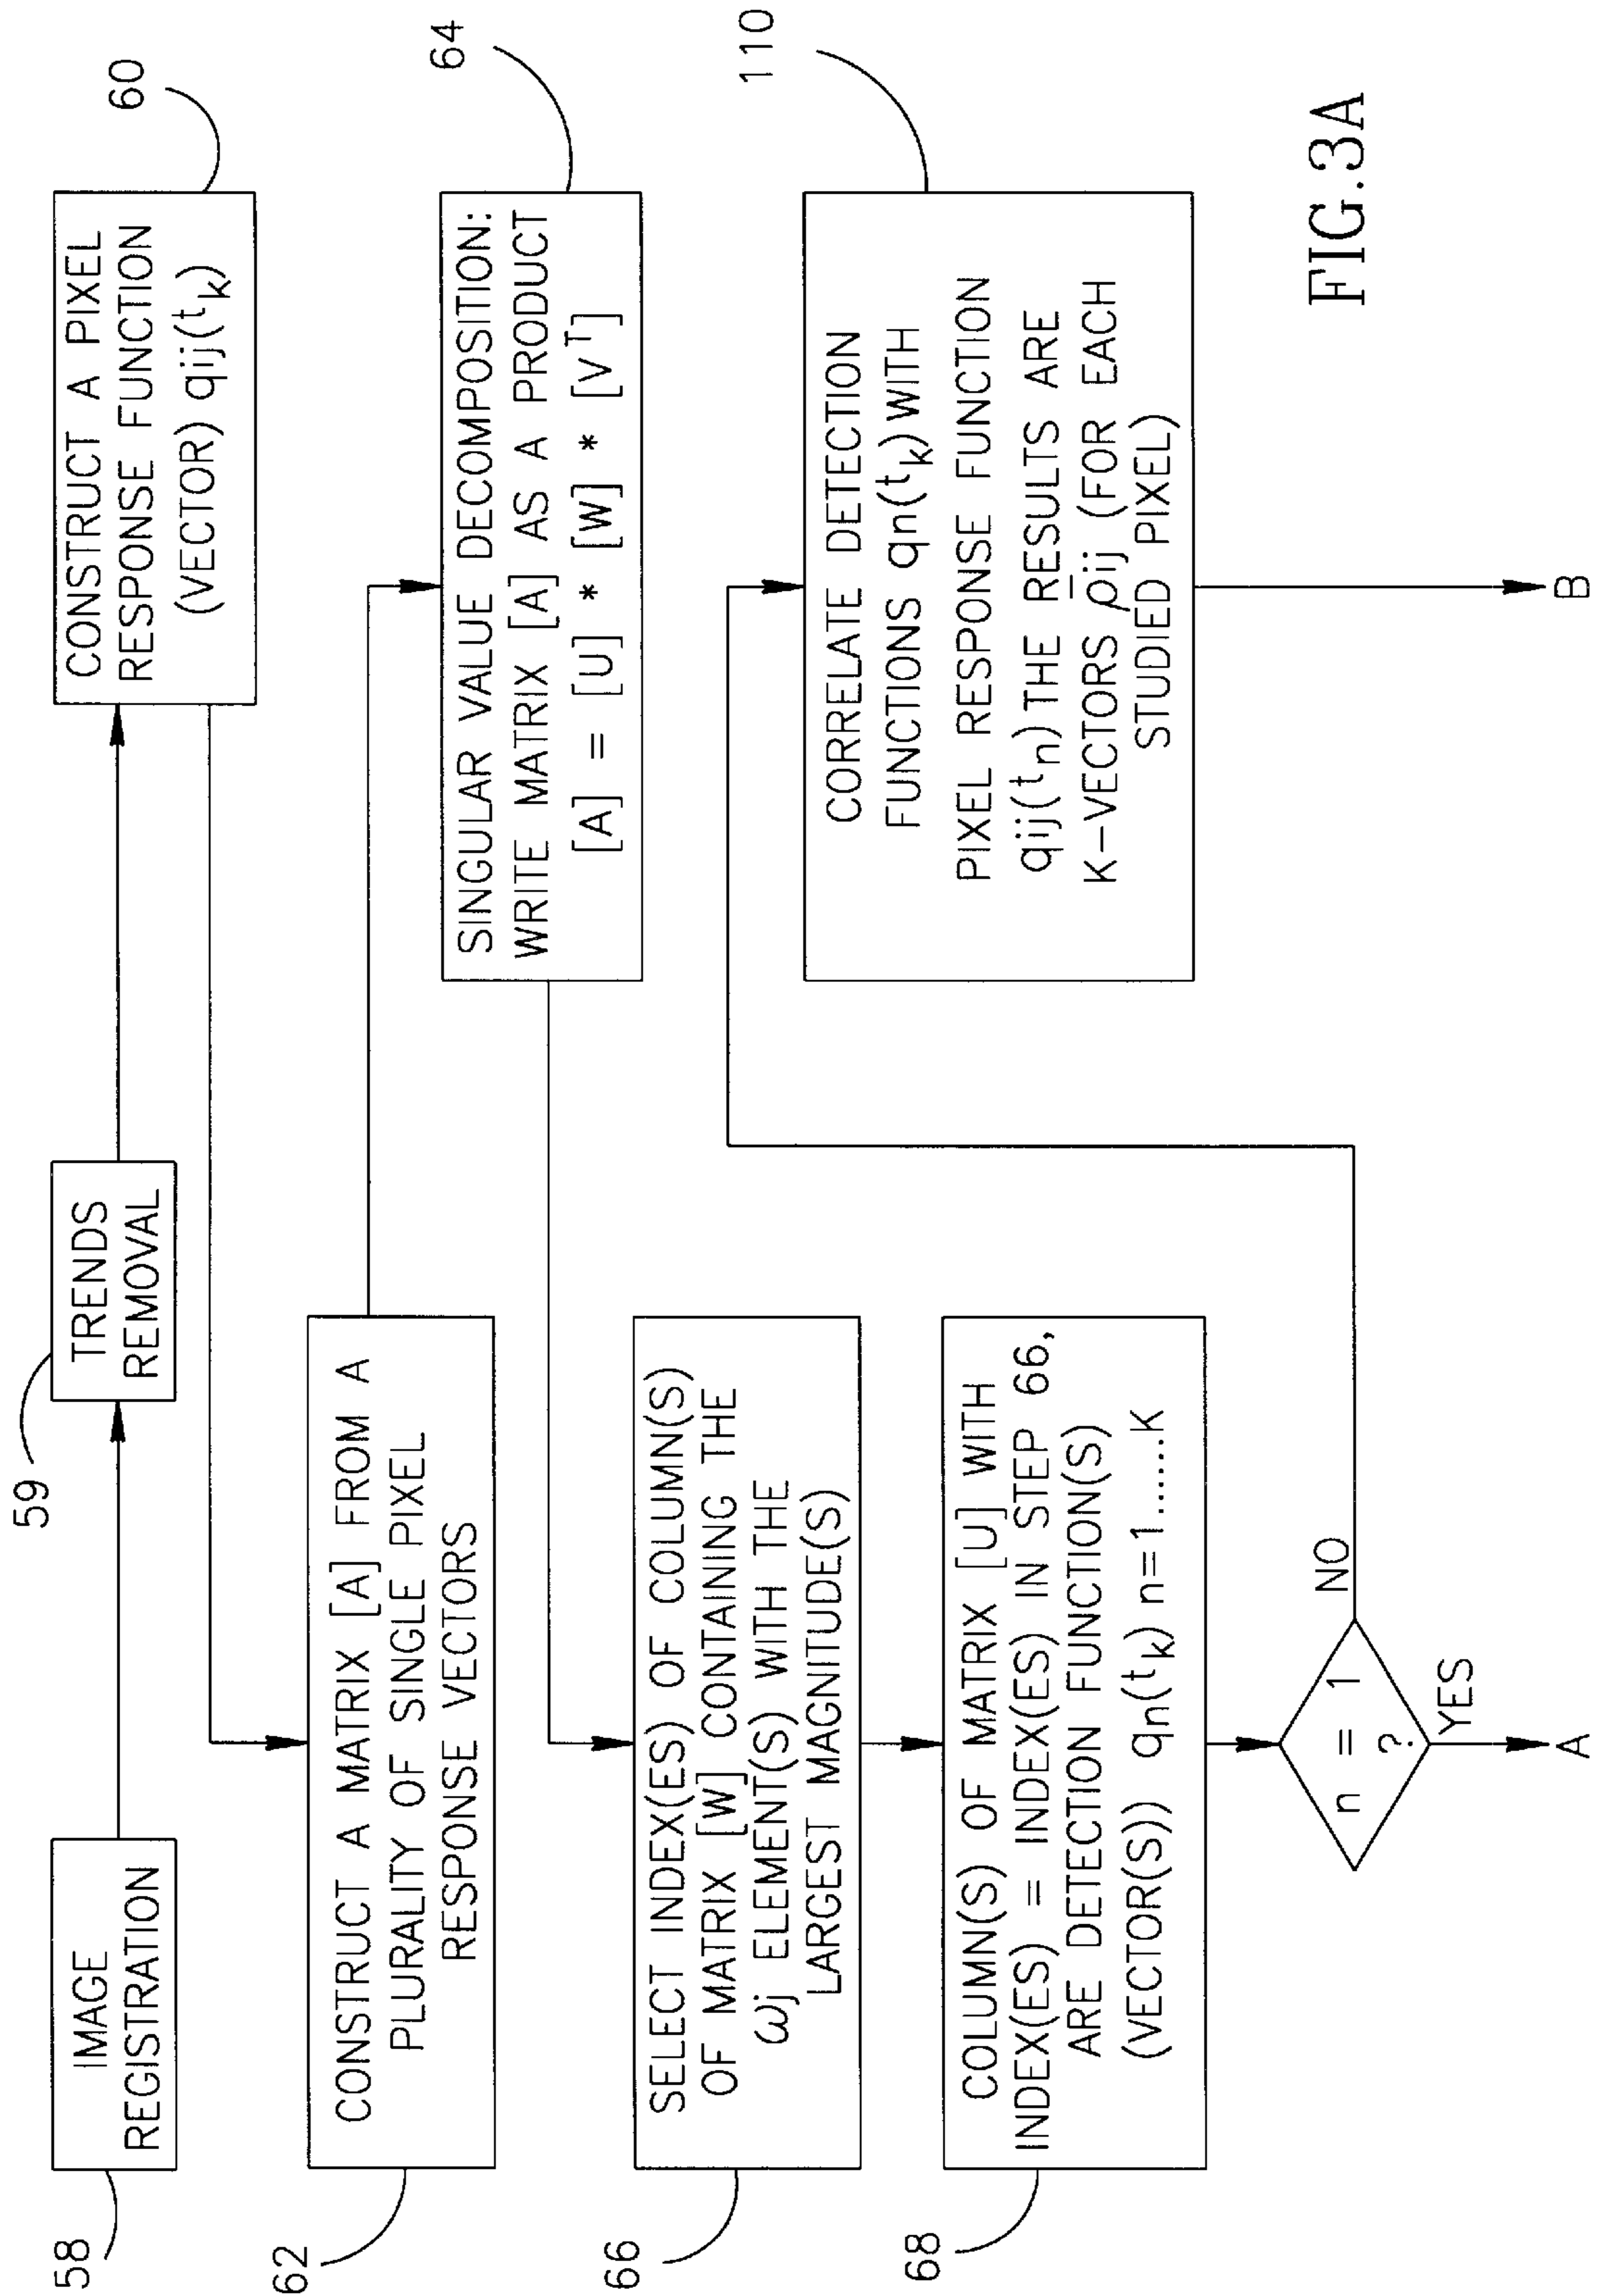 58
IMAGE
REGISTRATION
59
TRENDS
REMOVAL
60
CONSTRUCT A PIXEL
RESPONSE FUNCTION
(VECTOR) qij(tk)
62
CONSTRUCT A MATRIX [A] FROM A
PLURALITY OF SINGLE PIXEL
RESPONSE VECTORS
64
SINGULAR VALUE DECOMPOSITION:
WRITE MATRIX [A] AS A PRODUCT
[A] = [U] * [W] * [Vᵀ]
66
SELECT INDEX(ES) OF COLUMN(S)
OF MATRIX [W] CONTAINING THE
ωj ELEMENT(S) WITH THE
LARGEST MAGNITUDE(S)
68
COLUMN(S) OF MATRIX [U] WITH
INDEX(ES) = INDEX(ES) IN STEP 66,
ARE DETECTION FUNCTION(S)
(VECTOR(S)) qn(tk) n=1......K
n = 1
?
NO
YES
A
110
CORRELATE DETECTION
FUNCTIONS qn(tk) WITH
PIXEL RESPONSE FUNCTION
qij(tn) THE RESULTS ARE
K-VECTORS ρ̄ij (FOR EACH
STUDIED PIXEL)
B
FIG.3A